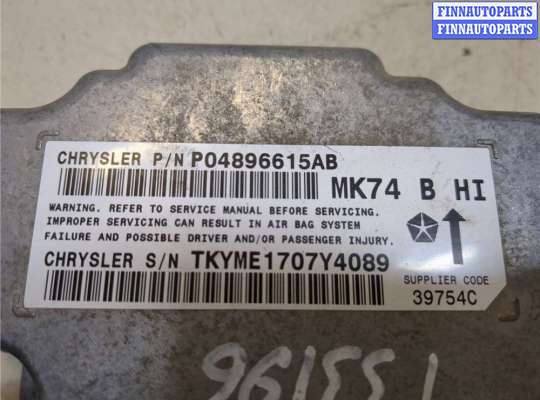 FINNAUTOPARTS
FINNAUTOPARTS
CHRYSLER P/N P04896615AB
MK74 B HI
WARNING. REFER TO SERVICE MANUAL BEFORE SERVICING.
IMPROPER SERVICING CAN RESULT IN AIR BAG SYSTEM
FAILURE AND POSSIBLE DRIVER AND/OR PASSENGER INJURY.
CHRYSLER S/N TKYME1707Y4089
SUPPLIER CODE
39754C